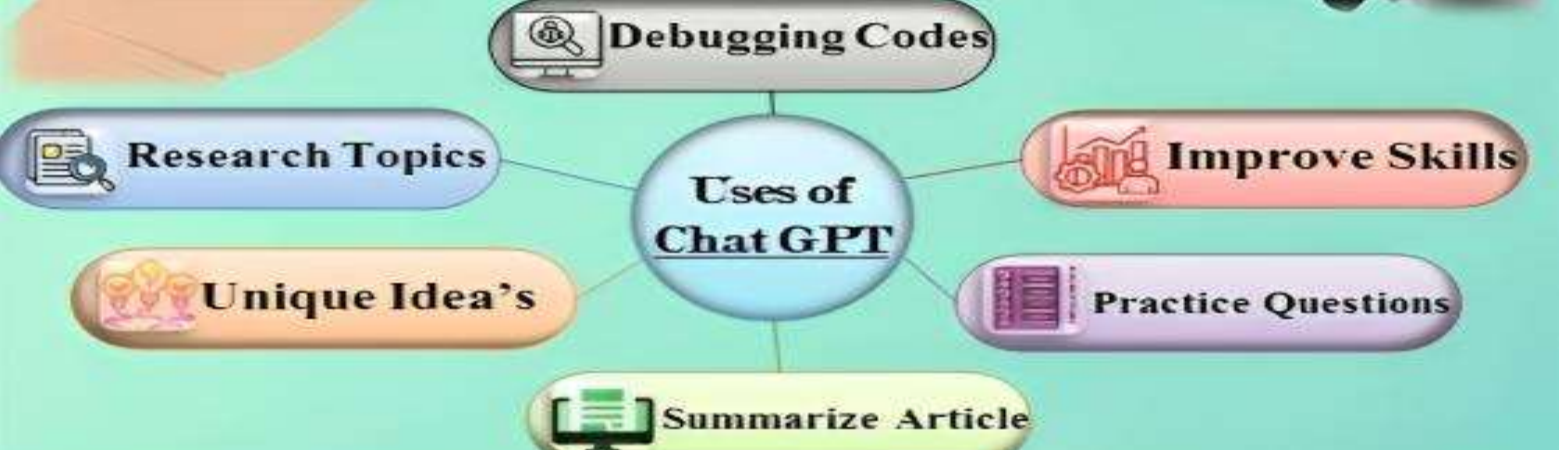 Debugging Codes
Research Topics
Improve Skills
Uses of
Chat GPT
Unique Idea's
Practice Questions
Summarize Article